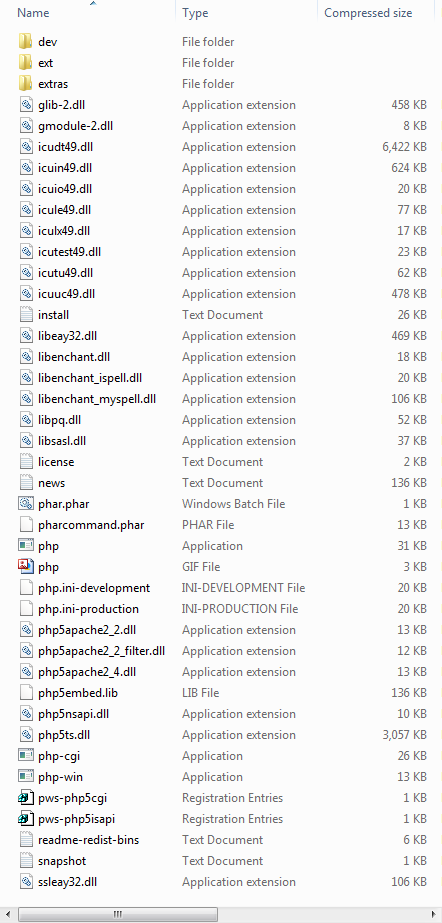 Name Type Compressed size
dev File folder
ext File folder
extras File folder
glib-2.dll Application extension 458 KB
gmodule-2.dll Application extension 8 KB
icudt49.dll Application extension 6,422 KB
icuin49.dll Application extension 624 KB
icuio49.dll Application extension 20 KB
icule49.dll Application extension 77 KB
iculx49.dll Application extension 17 KB
icutest49.dll Application extension 23 KB
icutu49.dll Application extension 62 KB
icuuc49.dll Application extension 478 KB
install Text Document 26 KB
libeay32.dll Application extension 469 KB
libenchant.dll Application extension 18 KB
libenchant_ispell.dll Application extension 20 KB
libenchant_myspell.dll Application extension 106 KB
libpq.dll Application extension 52 KB
libsasl.dll Application extension 37 KB
license Text Document 2 KB
news Text Document 136 KB
phar.phar Windows Batch File 1 KB
pharcommand.phar PHAR File 13 KB
php Application 31 KB
php GIF File 3 KB
php.ini-development INI-DEVELOPMENT File 20 KB
php.ini-production INI-PRODUCTION File 20 KB
php5apache2_2.dll Application extension 13 KB
php5apache2_2_filter.dll Application extension 12 KB
php5apache2_4.dll Application extension 13 KB
php5embed.lib LIB File 136 KB
php5nsapi.dll Application extension 10 KB
php5ts.dll Application extension 3,057 KB
php-cgi Application 26 KB
php-win Application 13 KB
pws-php5cgi Registration Entries 1 KB
pws-php5isapi Registration Entries 1 KB
readme-redist-bins Text Document 6 KB
snapshot Text Document 1 KB
ssleay32.dll Application extension 106 KB